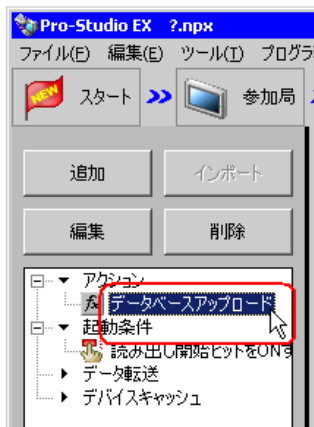 Pro-Studio EX ?.npx
ファイル(F) 編集(E) ツール(T) プログラ
NEW スタート 参加局
追加 インポート
編集 削除
アクション
fx データベースアップロード
起動条件
読み出し開始ビットをONす
データ転送
デバイスキャッシュ